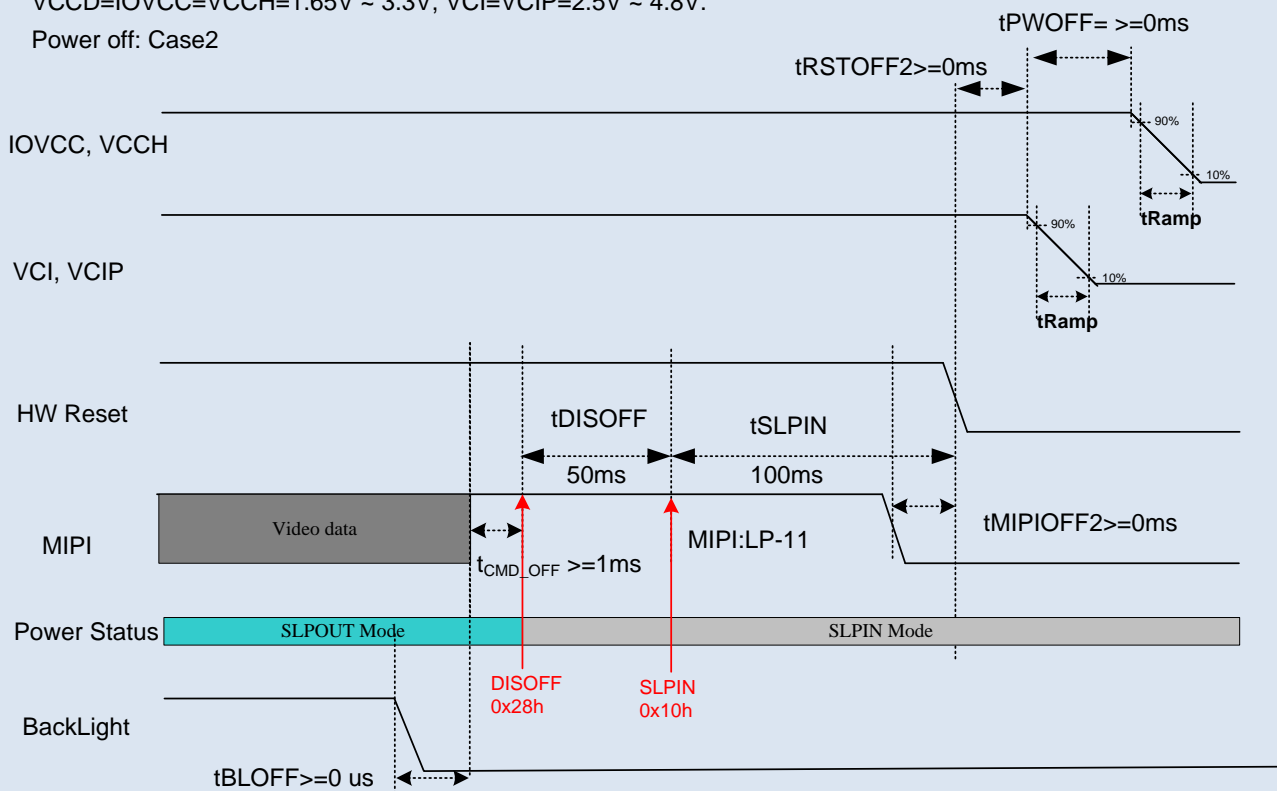 VCCD=IOVCC=VCCH=1.65V ~ 3.3V, VCI=VCIP=2.5V ~ 4.8V.
Power off: Case2
tPWOFF= >=0ms
tRSTOFF2>=0ms
IOVCC, VCCH
90%
10%
tRamp
VCI, VCIP
90%
10%
tRamp
HW Reset
tDISOFF
tSLPIN
50ms
100ms
MIPI
Video data
MIPI:LP-11
tMIPIOFF2>=0ms
tCMD_OFF >=1ms
Power Status
SLPOUT Mode
SLPIN Mode
DISOFF
0x28h
SLPIN
0x10h
BackLight
tBLOFF>=0 us